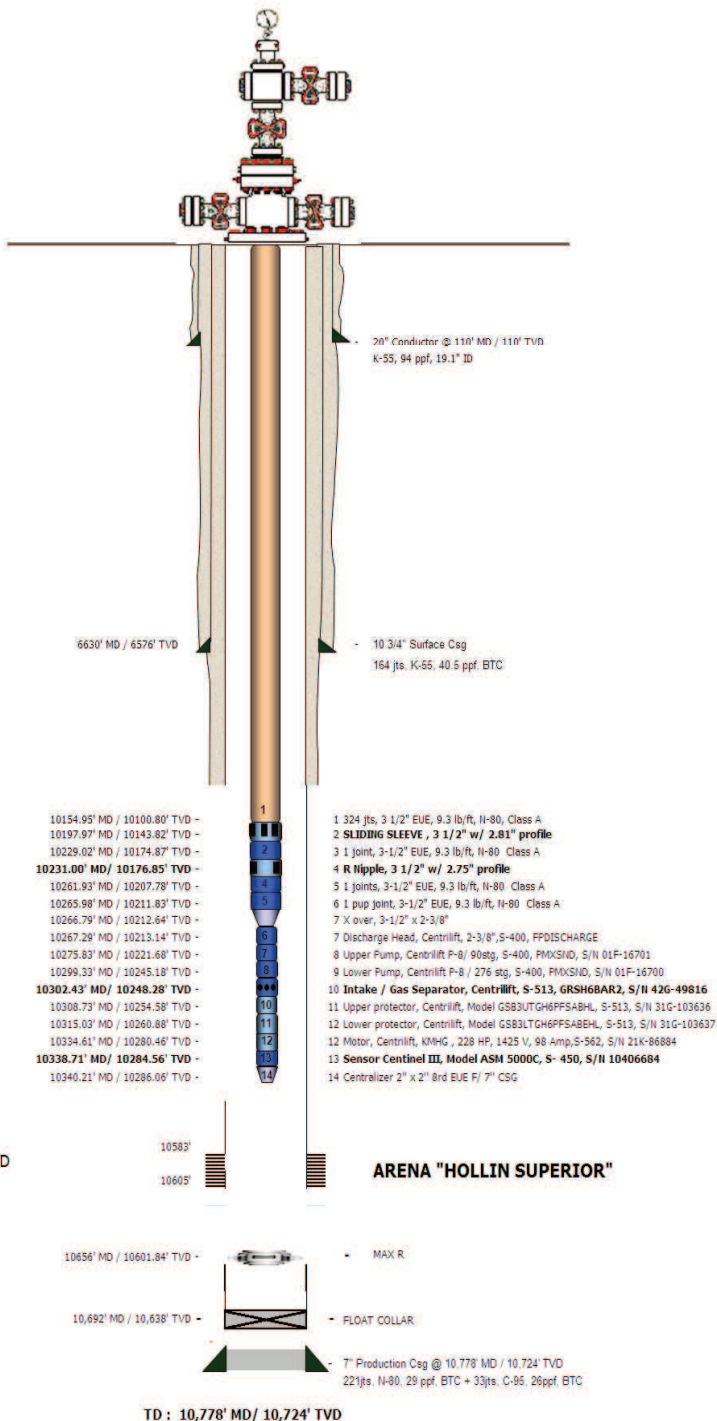 - 20" Conductor @ 110' MD / 110' TVD
K-55, 94 ppf, 19.1" ID
6630' MD / 6576' TVD - 10 3/4" Surface Csg
164 jts. K-55, 40.5 ppf. BTC
1
10154.95' MD / 10100.80' TVD - 1 324 jts, 3 1/2" EUE, 9.3 lb/ft, N-80, Class A
10197.97' MD / 10143.82' TVD - 2 SLIDING SLEEVE , 3 1/2" w/ 2.81" profile
10229.02' MD / 10174.87' TVD - 2 3 1 joint, 3-1/2" EUE, 9.3 lb/ft, N-80 Class A
10231.00' MD/ 10176.85' TVD - 4 R Nipple, 3 1/2" w/ 2.75" profile
10261.93' MD / 10207.78' TVD - 4 5 1 joints, 3-1/2" EUE, 9.3 lb/ft, N-80 Class A
10265.98' MD / 10211.83' TVD - 5 6 1 pup joint, 3-1/2" EUE, 9.3 lb/ft, N-80 Class A
10266.79' MD / 10212.64' TVD - 7 X over, 3-1/2" x 2-3/8"
10267.29' MD / 10213.14' TVD - 6 7 Discharge Head, Centrilift, 2-3/8",S-400, FPDISCHARGE
10275.83' MD / 10221.68' TVD - 7 8 Upper Pump, Centrilift P-8/ 90stg, S-400, PMXSND, S/N 01F-16701
10299.33' MD / 10245.18' TVD - 8 9 Lower Pump, Centrilift P-8 / 276 stg, S-400, PMXSND, S/N 01F-16700
10302.43' MD/ 10248.28' TVD - 10 Intake / Gas Separator, Centrilift, S-513, GRSH6BAR2, S/N 42G-49816
10308.73' MD / 10254.58' TVD - 10 11 Upper protector, Centrilift, Model GSB3UTGH6PFSABHL, S-513, S/N 31G-103636
10315.03' MD / 10260.88' TVD - 11 12 Lower protector, Centrilift, Model GSB3LTGH6PFSABEHL, S-513, S/N 31G-103637
10334.61' MD / 10280.46' TVD - 12 12 Motor, Centrilift, KMHG , 228 HP, 1425 V, 98 Amp,S-562, S/N 21K-86884
10338.71' MD/ 10284.56' TVD - 13 13 Sensor Centinel III, Model ASM 5000C, S- 450, S/N 10406684
10340.21' MD / 10286.06' TVD - 14 14 Centralizer 2" x 2" 8rd EUE F/ 7" CSG
10583'
D
10605'
ARENA "HOLLIN SUPERIOR"
10656' MD / 10601.84' TVD - - MAX R
10,692' MD / 10,638' TVD - - FLOAT COLLAR
- 7" Production Csg @ 10,778' MD / 10,724' TVD
221jts. N-80. 29 ppf. BTC + 33jts. C-95. 26ppf. BTC
TD : 10,778' MD/ 10,724' TVD